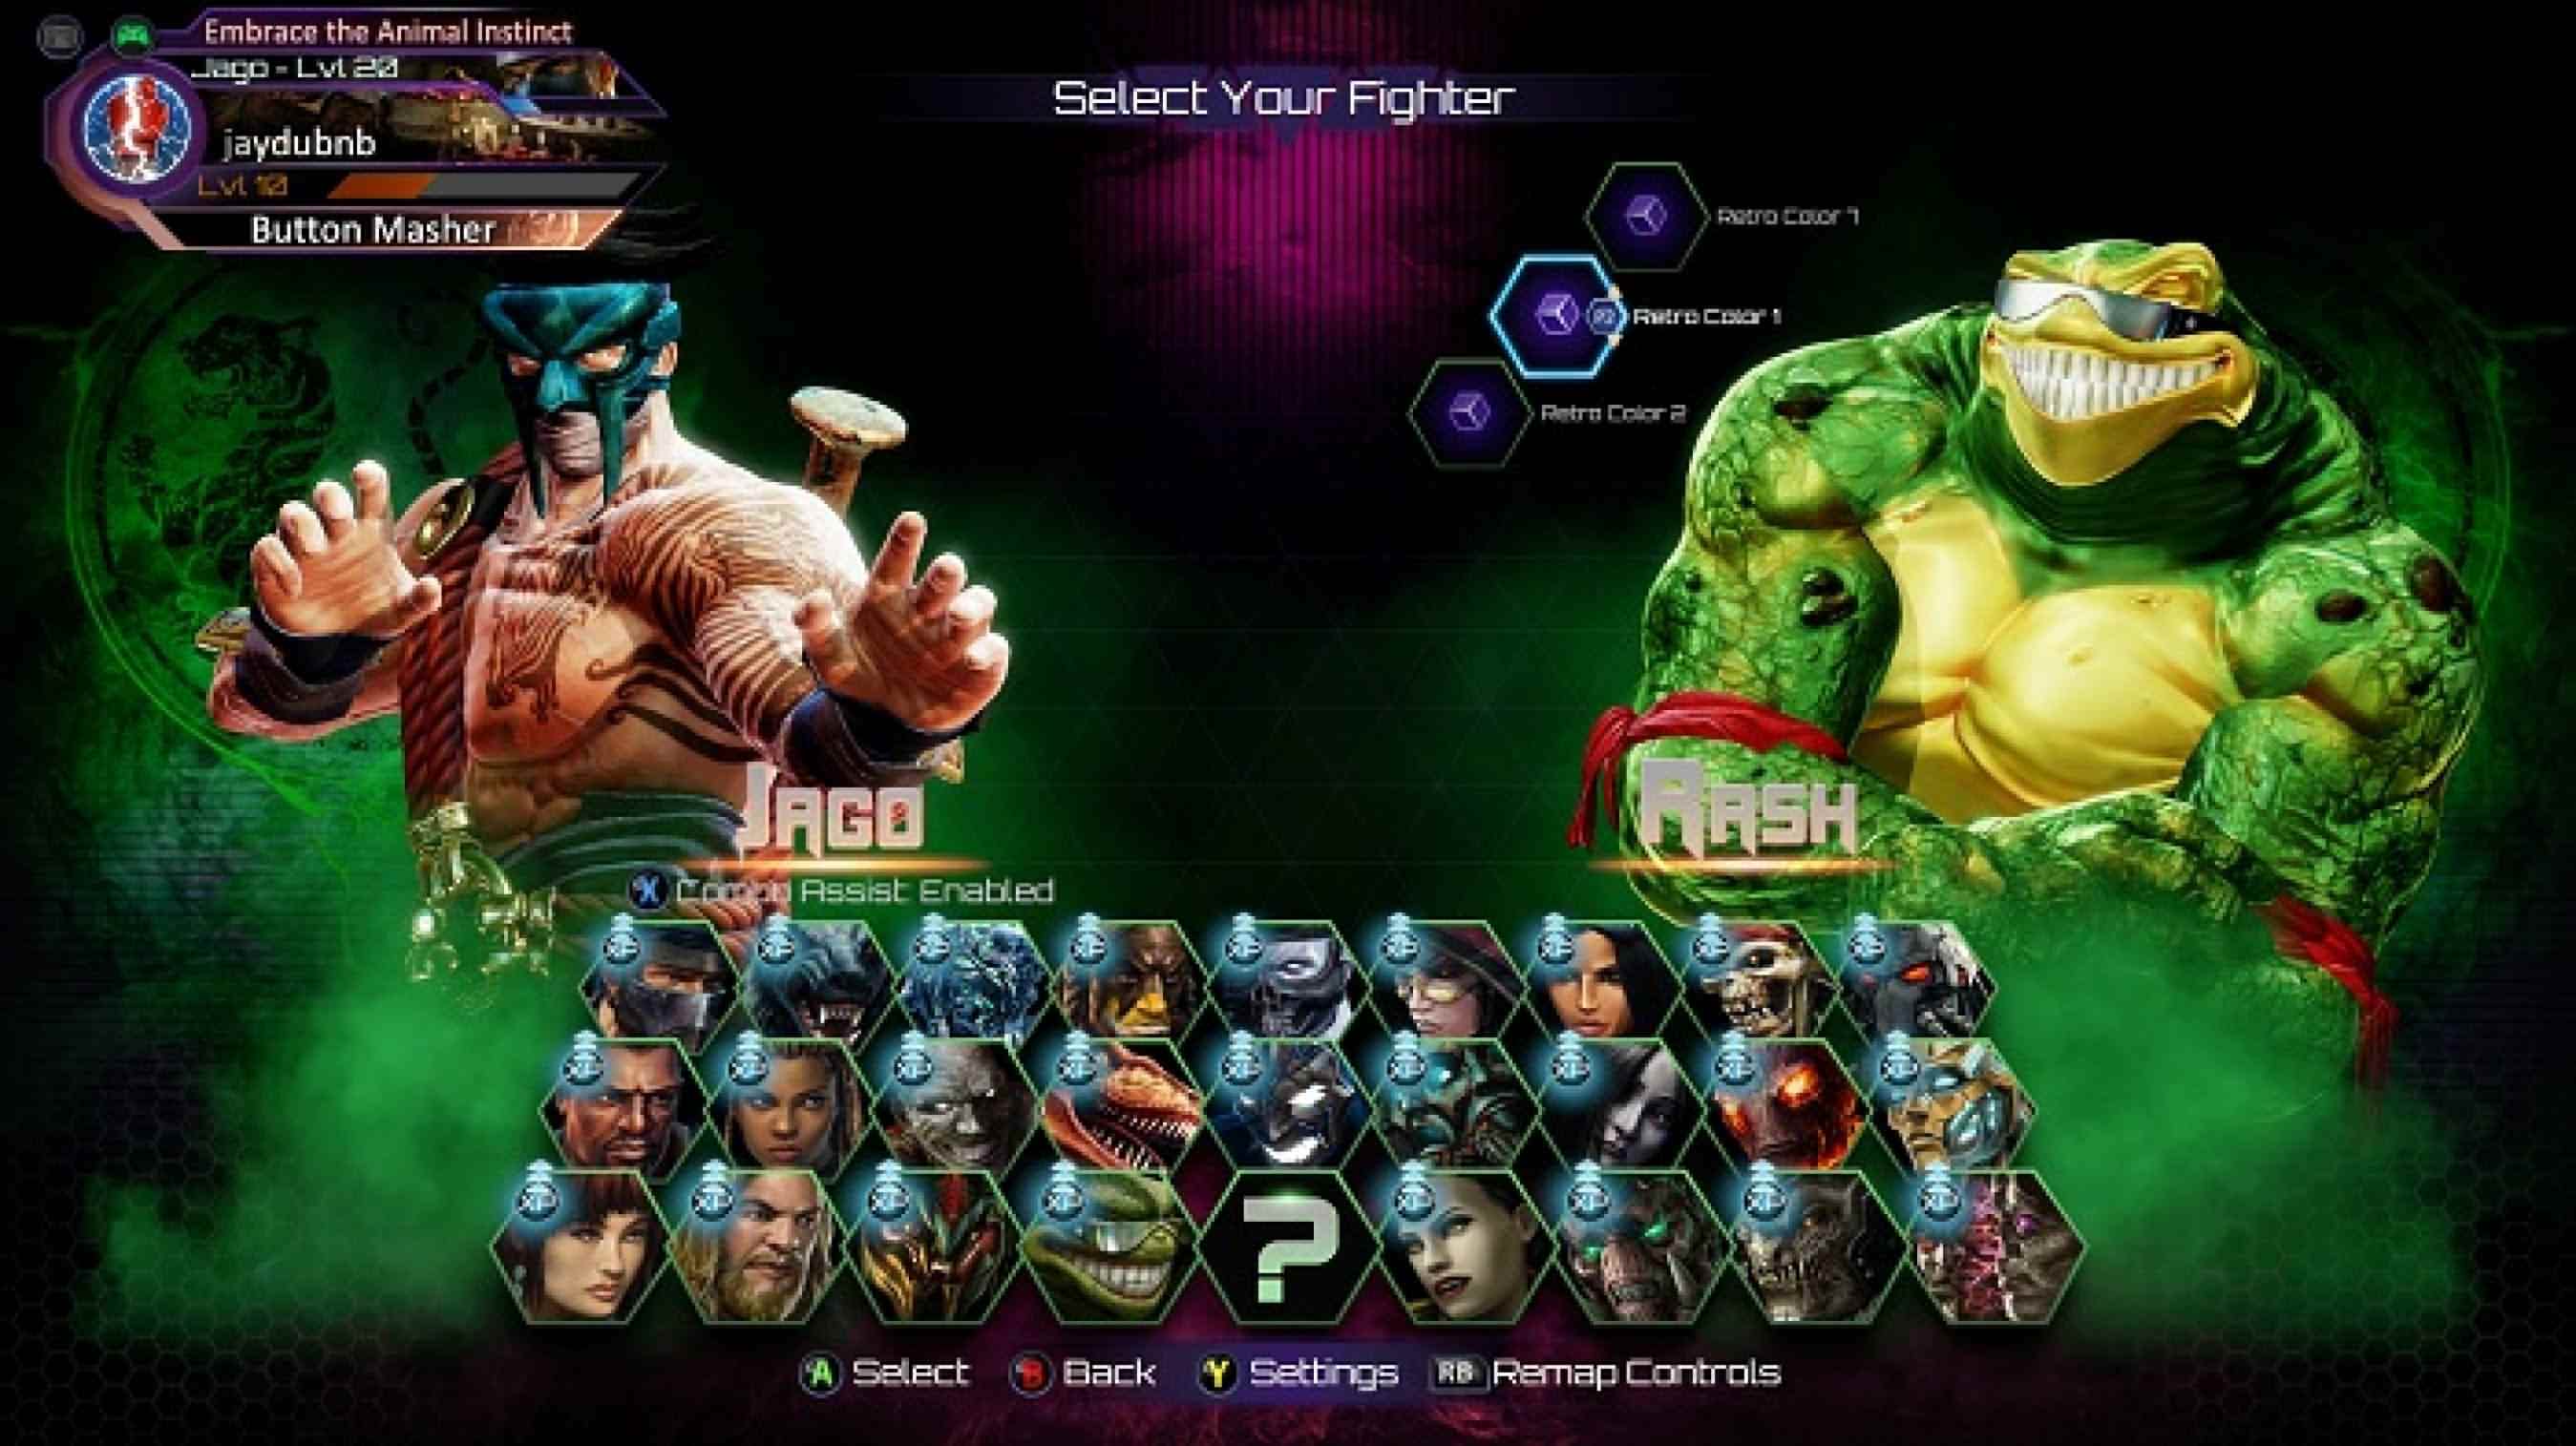 Embrace the Animal Instinct
Jago - Lvl 20
jaydubnb
Lvl 10
Button Masher
Select Your Fighter
Retro Color 7
Retro Color 1
Retro Color 2
JAGO
RASH
X Combo Assist Enabled
?
A Select B Back Y Settings RB Remap Controls